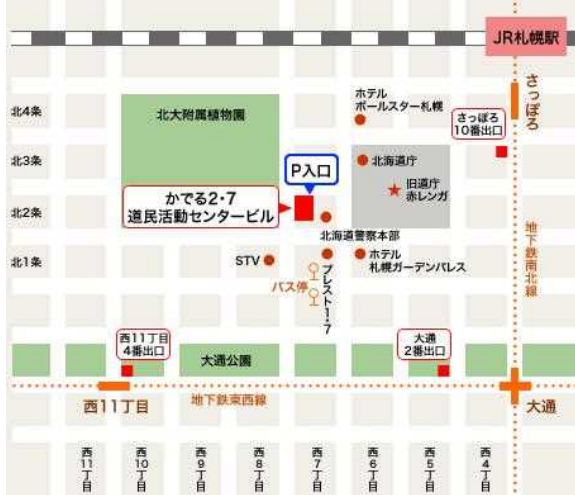 JR札幌駅
さっぽろ
北4条
北大附属植物園
ホテル
ポールスター札幌
さっぽろ
10番出口
北3条
P入口
北海道庁
旧道庁
赤レンガ
かでる2・7
道民活動センタービル
北2条
北海道警察本部
地下鉄南北線
北1条
STV
バス停
プレスト1・7
ホテル
札幌ガーデンパレス
西11丁目
4番出口
大通公園
大通
2番出口
西11丁目
地下鉄東西線
大通
西11丁目
西10丁目
西9丁目
西8丁目
西7丁目
西6丁目
西5丁目
西4丁目